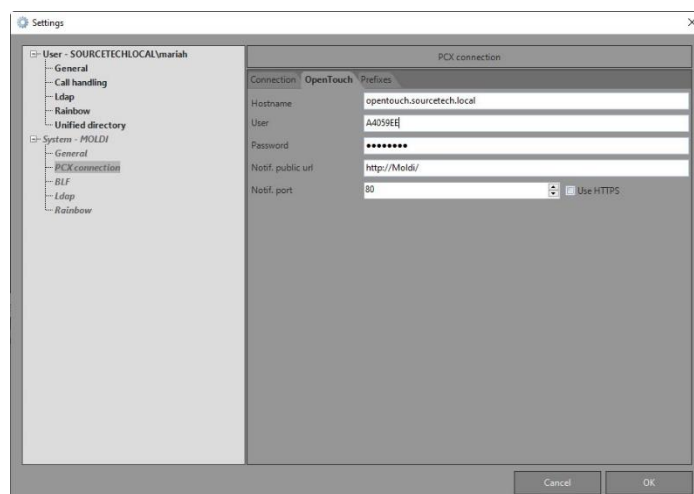 Settings
User - SOURCETECHLOCAL\mariah
General
Call handling
Ldap
Rainbow
Unified directory
System - MOLDI
General
PCX connection
BLF
Ldap
Rainbow
PCX connection
Connection OpenTouch Prefixes
Hostname opentouch.sourcetech.local
User A4059EE
Password ••••••••
Notif. public url http://Moldi/
Notif. port 80 Use HTTPS
Cancel OK